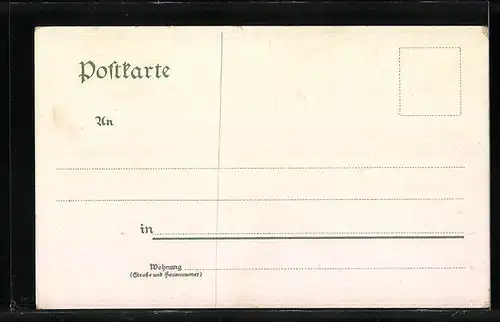 Postkarte
An
in
Wohnung
(Straße und Hausnummer)